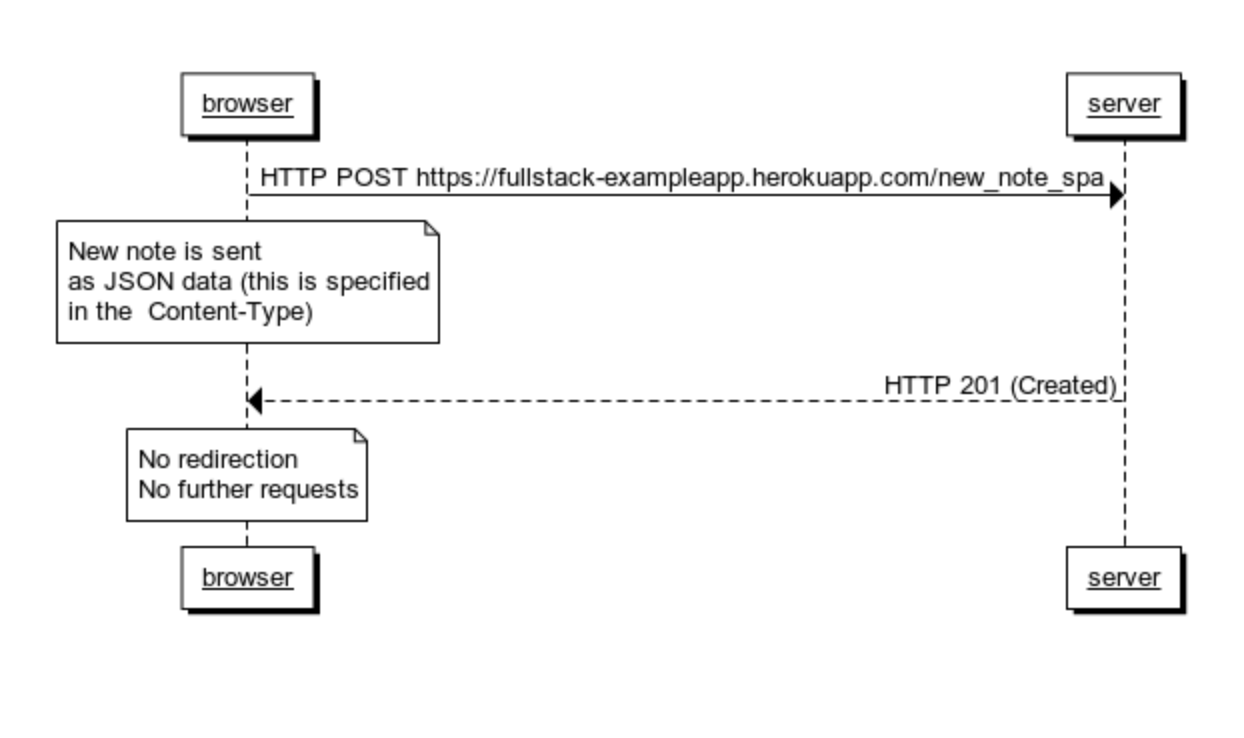 browser
server
HTTP POST https://fullstack-exampleapp.herokuapp.com/new_note_spa
New note is sent
as JSON data (this is specified
in the  Content-Type)
HTTP 201 (Created)
No redirection
No further requests
browser
server